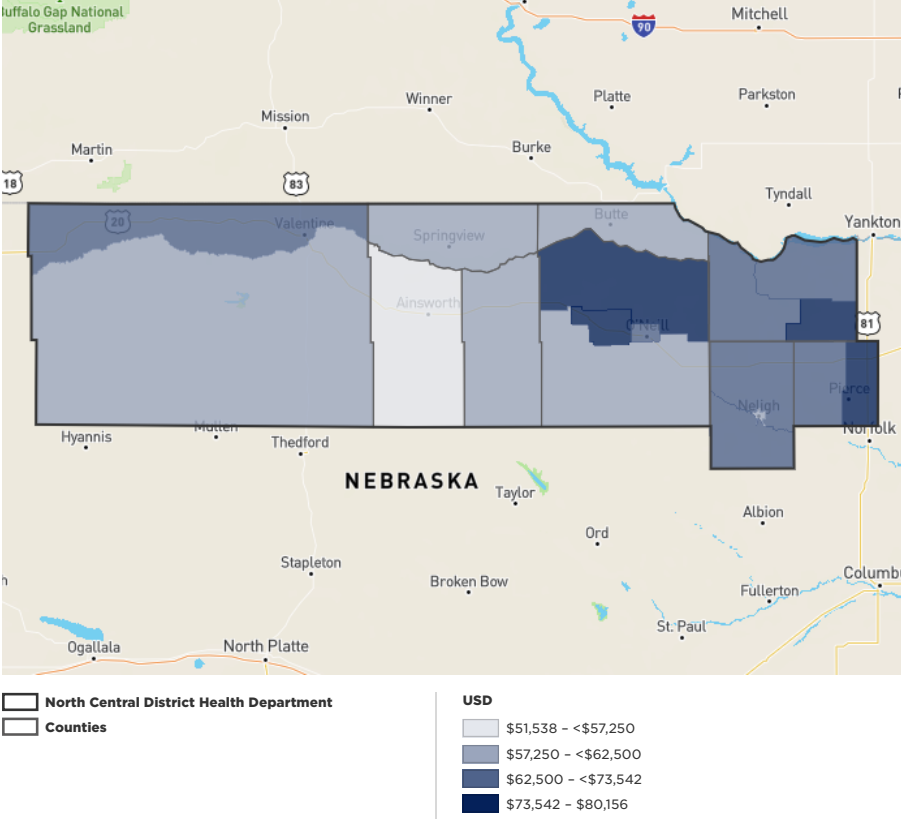 Buffalo Gap National
Grassland
90
Mitchell
Winner
Platte
Parkston
Mission
Burke
Martin
18
83
Tyndall
20
Valentine
Butte
Yankton
Springview
Ainsworth
O'Neill
81
Neligh
Pierce
Hyannis
Mullen
Thedford
Norfolk
NEBRASKA
Taylor
Albion
Ord
Stapleton
Broken Bow
Fullerton
Columb
St. Paul
Ogallala
North Platte
North Central District Health Department
Counties
USD
$51,538 – <$57,250
$57,250 – <$62,500
$62,500 – <$73,542
$73,542 – $80,156